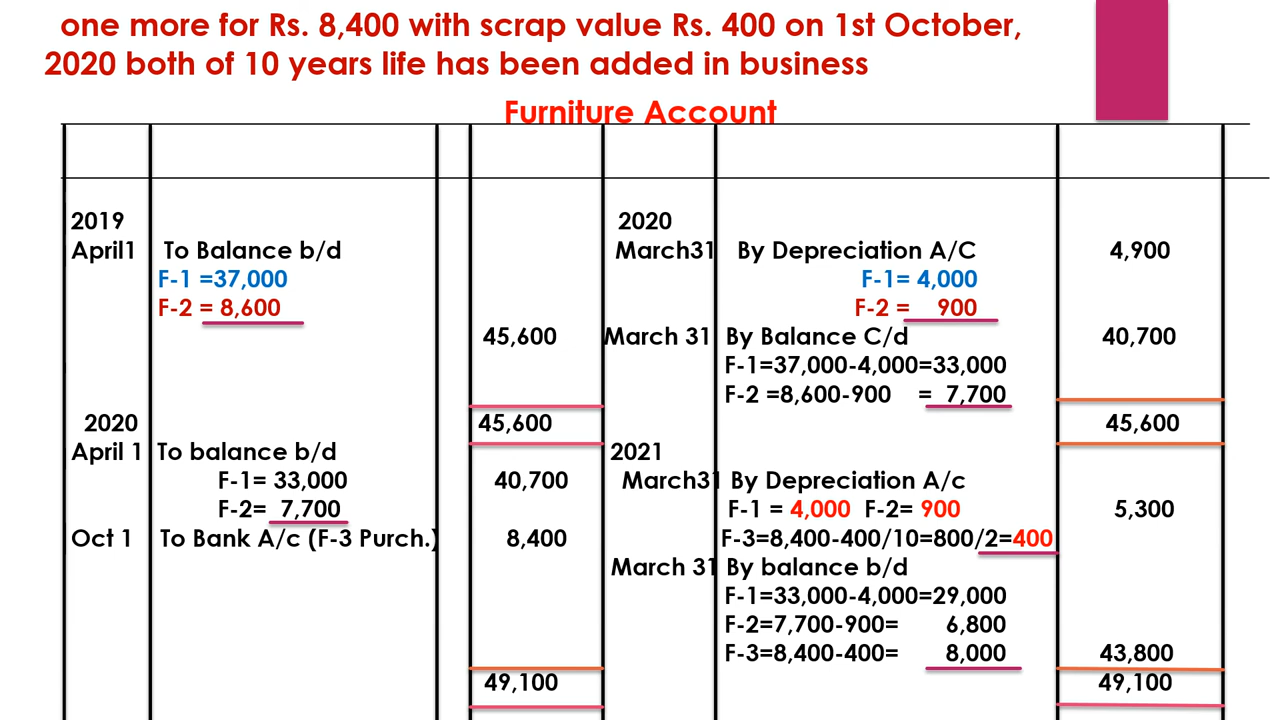 one more for Rs. 8,400 with scrap value Rs. 400 on 1st October,
2020 both of 10 years life has been added in business
Furniture Account
2019 2020
April1 To Balance b/d March31 By Depreciation A/C 4,900
F-1 =37,000 F-1= 4,000
F-2 = 8,600 F-2 = 900
45,600 March 31 By Balance C/d 40,700
F-1=37,000-4,000=33,000
F-2 =8,600-900 = 7,700
2020 45,600 45,600
April 1 To balance b/d 2021
F-1= 33,000 40,700 March31 By Depreciation A/c
F-2= 7,700 F-1 = 4,000 F-2= 900 5,300
Oct 1 To Bank A/c (F-3 Purch.) 8,400 F-3=8,400-400/10=800/2=400
March 31 By balance b/d
F-1=33,000-4,000=29,000
F-2=7,700-900= 6,800
F-3=8,400-400= 8,000 43,800
49,100 49,100